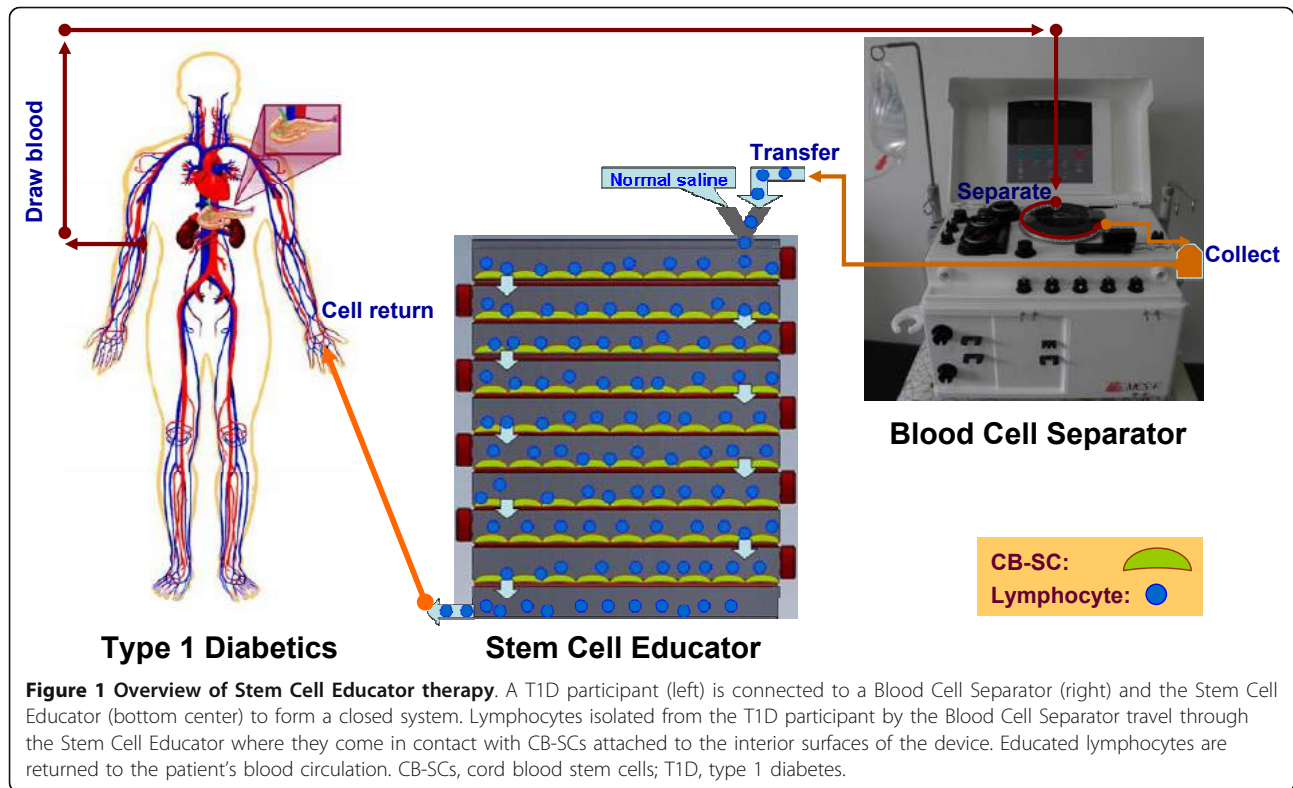 Draw blood
Transfer
Normal saline
Separate
Collect
Cell return
Blood Cell Separator
CB-SC:
Lymphocyte:
Type 1 Diabetics
Stem Cell Educator
Figure 1 Overview of Stem Cell Educator therapy. A T1D participant (left) is connected to a Blood Cell Separator (right) and the Stem Cell
Educator (bottom center) to form a closed system. Lymphocytes isolated from the T1D participant by the Blood Cell Separator travel through
the Stem Cell Educator where they come in contact with CB-SCs attached to the interior surfaces of the device. Educated lymphocytes are
returned to the patient's blood circulation. CB-SCs, cord blood stem cells; T1D, type 1 diabetes.